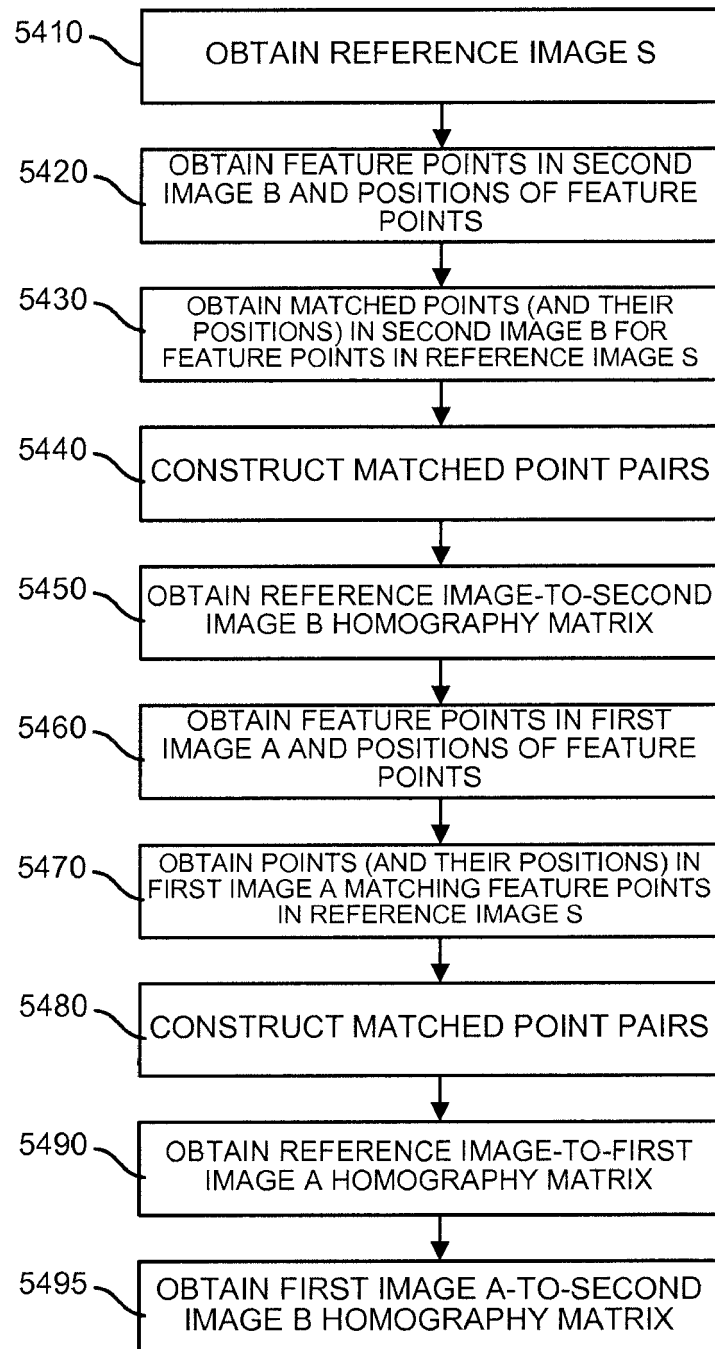 5410
OBTAIN REFERENCE IMAGE S
5420
OBTAIN FEATURE POINTS IN SECOND
IMAGE B AND POSITIONS OF FEATURE
POINTS
5430
OBTAIN MATCHED POINTS (AND THEIR
POSITIONS) IN SECOND IMAGE B FOR
FEATURE POINTS IN REFERENCE IMAGE S
5440
CONSTRUCT MATCHED POINT PAIRS
5450
OBTAIN REFERENCE IMAGE-TO-SECOND
IMAGE B HOMOGRAPHY MATRIX
5460
OBTAIN FEATURE POINTS IN FIRST
IMAGE A AND POSITIONS OF FEATURE
POINTS
5470
OBTAIN POINTS (AND THEIR POSITIONS) IN
FIRST IMAGE A MATCHING FEATURE POINTS
IN REFERENCE IMAGE S
5480
CONSTRUCT MATCHED POINT PAIRS
5490
OBTAIN REFERENCE IMAGE-TO-FIRST
IMAGE A HOMOGRAPHY MATRIX
5495
OBTAIN FIRST IMAGE A-TO-SECOND
IMAGE B HOMOGRAPHY MATRIX